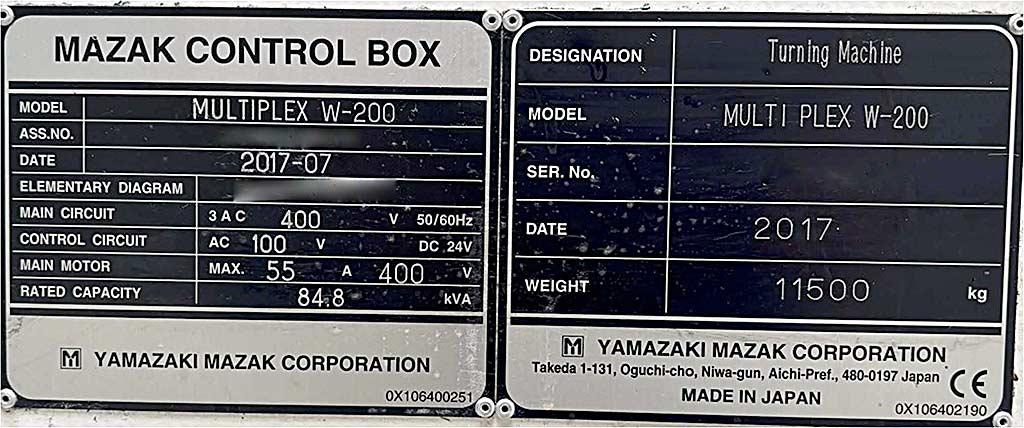 MAZAK CONTROL BOX
MODEL MULTIPLEX W-200
ASS.NO.
DATE 2017-07
ELEMENTARY DIAGRAM
MAIN CIRCUIT 3 A C 400 V 50/60Hz
CONTROL CIRCUIT AC 100 V DC 24V
MAIN MOTOR MAX. 55 A 400 V
RATED CAPACITY 84.8 kVA
YAMAZAKI MAZAK CORPORATION
0X106400251
DESIGNATION Turning Machine
MODEL MULTI PLEX W-200
SER. No.
DATE 2017
WEIGHT 11500 kg
YAMAZAKI MAZAK CORPORATION
Takeda 1-131, Oguchi-cho, Niwa-gun, Aichi-Pref., 480-0197 Japan
CE
MADE IN JAPAN
0X106402190